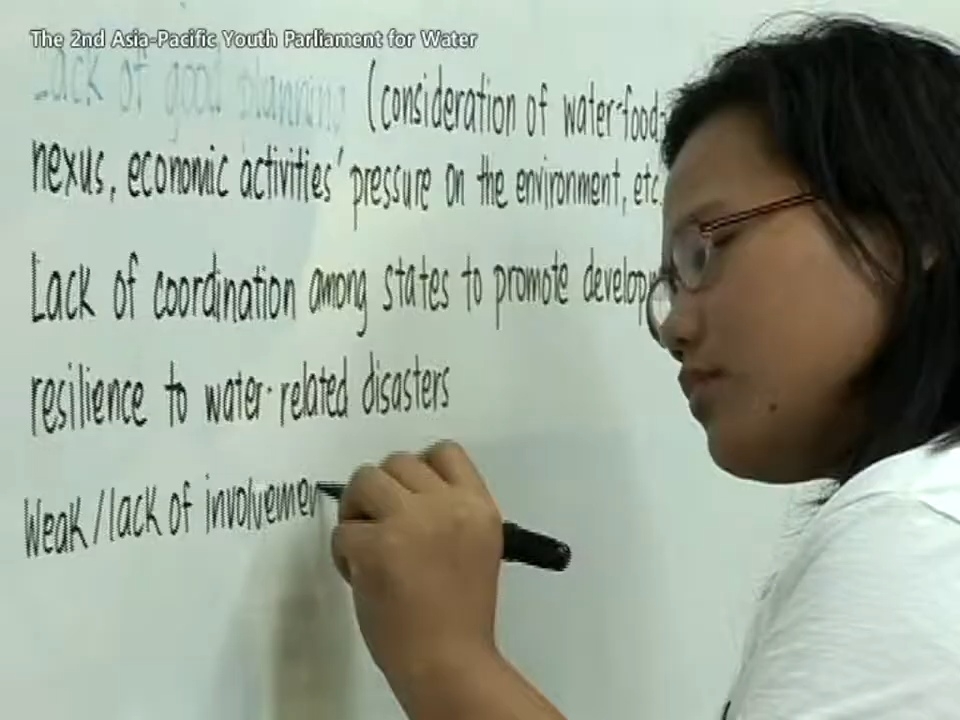 The 2nd Asia-Pacific Youth Parliament for Water
Lack of good planning (consideration of water-food-
nexus, economic activities' pressure on the environment, etc.
Lack of coordination among states to promote develop
resilience to water-related disasters
Weak/lack of involvemen